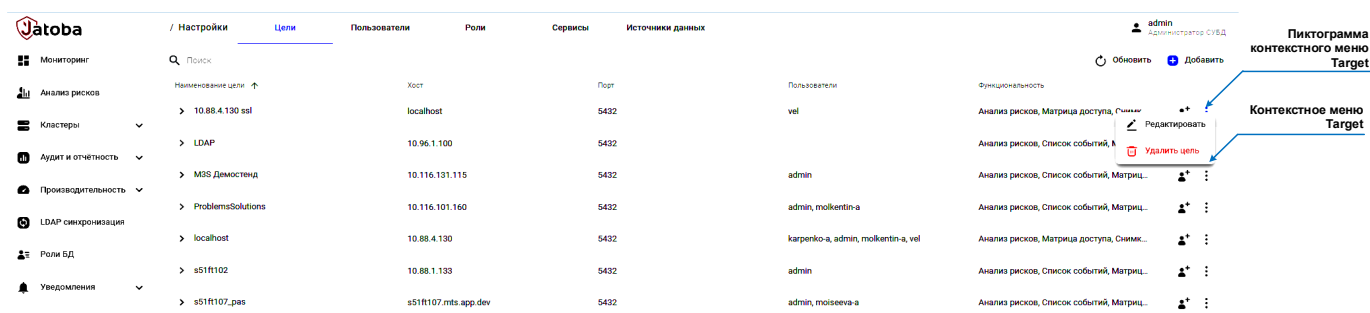 Jatoba
/ Настройки Цели Пользователи Роли Сервисы Источники данных
admin
Администратор СУБД
Пиктограмма
контекстного меню
Target
Мониторинг
Поиск
Обновить
Добавить
Наименование цели Хост Порт Пользователи Функциональность
Анализ рисков
10.88.4.130 ssl localhost 5432 vel Анализ рисков, Матрица доступа, Снимк...
Контекстное меню
Target
Редактировать
Удалить цель
Кластеры
LDAP 10.96.1.100 5432 Анализ рисков, Список событий,
Аудит и отчётность
МЗS Демостенд 10.116.131.115 5432 admin Анализ рисков, Список событий, Матриц...
Производительность
ProblemsSolutions 10.116.101.160 5432 admin, molkentin-a Анализ рисков, Список событий, Матриц...
LDAP синхронизация
localhost 10.88.4.130 5432 karpenko-a, admin, molkentin-a, vel Анализ рисков, Матрица доступа, Снимк...
Роли БД
s51ft102 10.88.1.133 5432 admin Анализ рисков, Список событий, Матриц...
Уведомления
s51ft107_pas s51ft107.mts.app.dev 5432 admin, moiseeva-a Анализ рисков, Список событий, Матриц...